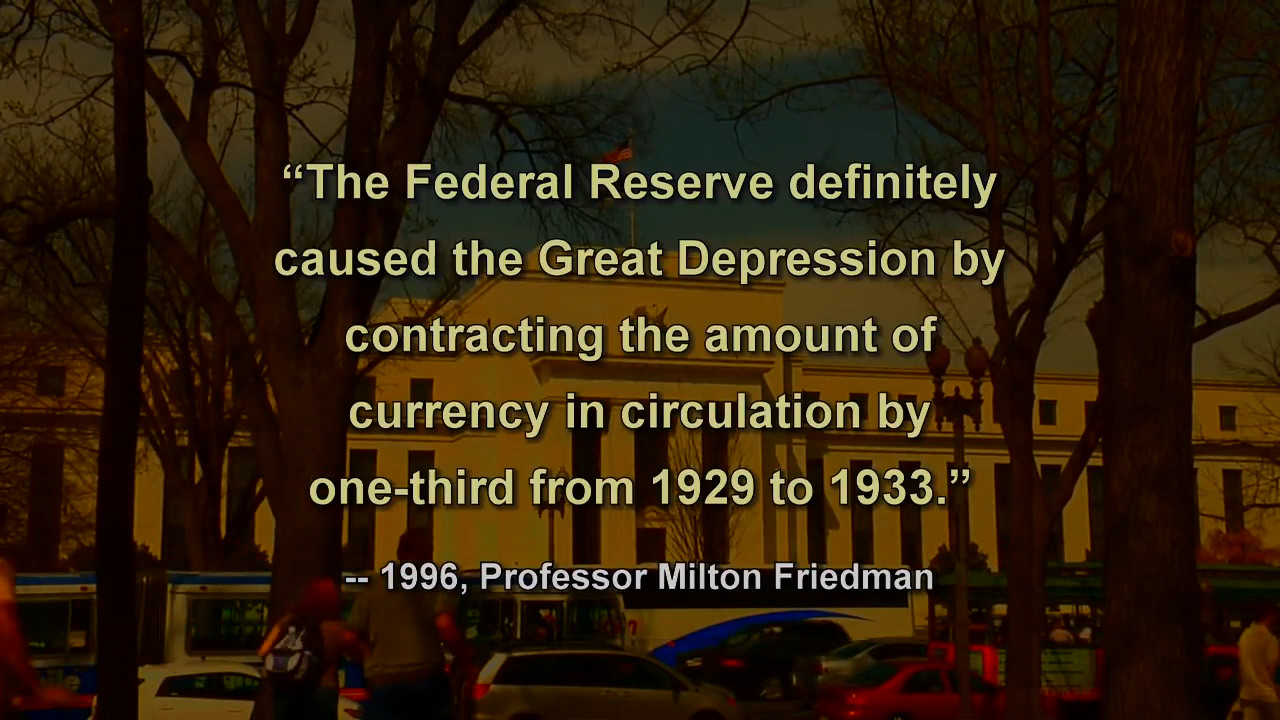 “The Federal Reserve definitely
caused the Great Depression by
contracting the amount of
currency in circulation by
one-third from 1929 to 1933.”
-- 1996, Professor Milton Friedman